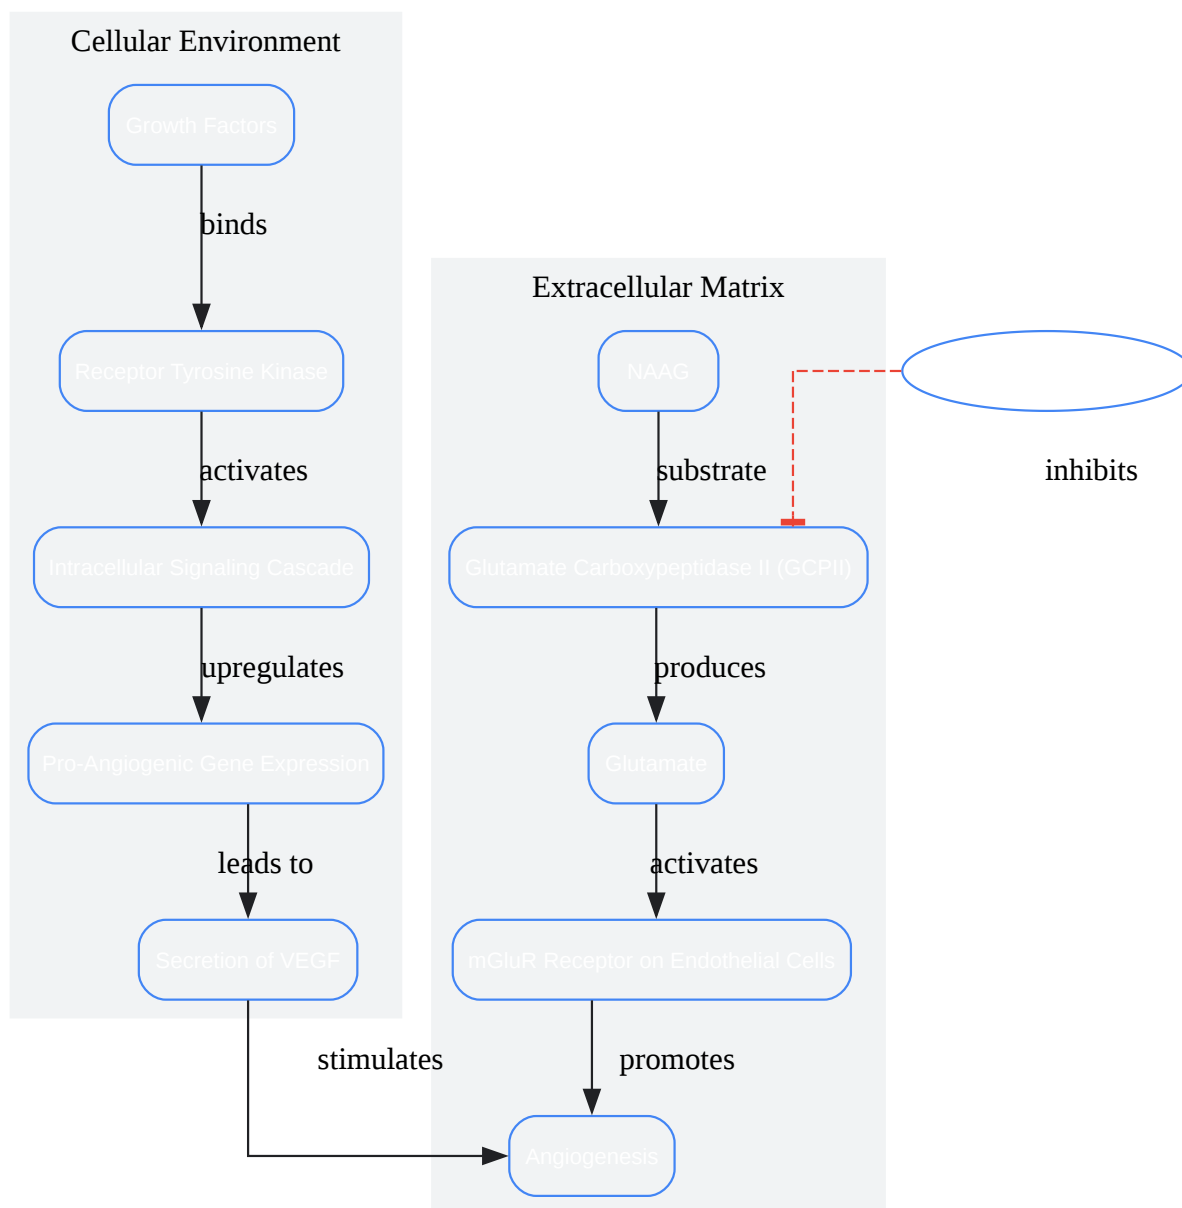 Cellular Environment
Growth Factors
binds
Receptor Tyrosine Kinase
activates
Intracellular Signaling Cascade
upregulates
Pro-Angiogenic Gene Expression
leads to
Secretion of VEGF
stimulates
Extracellular Matrix
NAAG
substrate
Glutamate Carboxypeptidase II (GCPII)
produces
Glutamate
activates
mGluR Receptor on Endothelial Cells
promotes
Angiogenesis
inhibits